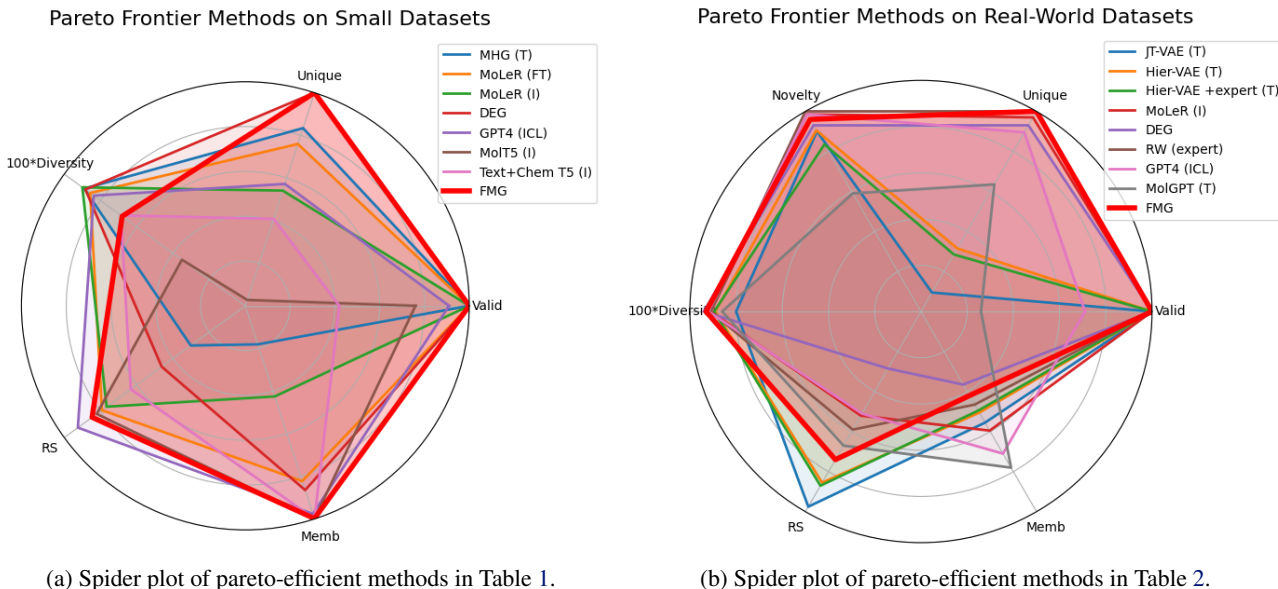 Pareto Frontier Methods on Small Datasets
MHG (T)
MoLeR (FT)
MoLeR (I)
DEG
GPT4 (ICL)
MolT5 (I)
Text+Chem T5 (I)
FMG
Unique
100*Diversity
Valid
RS
Memb
(a) Spider plot of pareto-efficient methods in Table 1.
Pareto Frontier Methods on Real-World Datasets
JT-VAE (T)
Hier-VAE (T)
Hier-VAE +expert (T)
MoLeR (I)
DEG
RW (expert)
GPT4 (ICL)
MolGPT (T)
FMG
Novelty
Unique
100*Diversi
Valid
RS
Memb
(b) Spider plot of pareto-efficient methods in Table 2.